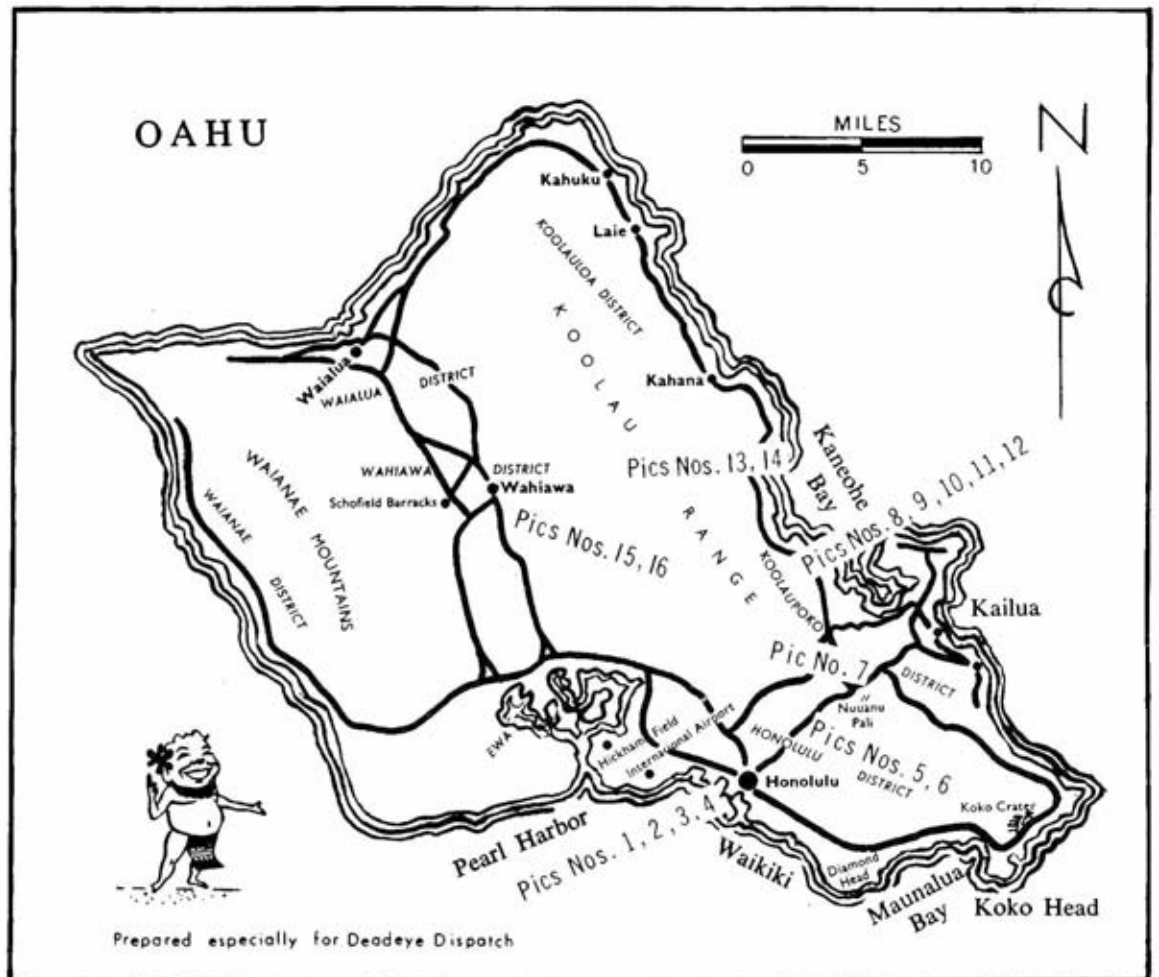 OAHU
MILES
0 5 10
N
Kahuku
Laie
KOOLAULOA DISTRICT
KOOLAU RANGE
Kahana
Waialua
WAIALUA DISTRICT
WAHIAWA DISTRICT
Wahiawa
Schofield Barracks
WAIANAE MOUNTAINS
WAIANAE DISTRICT
Pics Nos. 13, 14
Kaneohe
Bay
Pics Nos. 8, 9, 10, 11, 12
Pics Nos. 15, 16
KOOLAUPOKO DISTRICT
Kailua
Pic No. 7
Nuuanu
Pali
EWA
Hickham Field
International Airport
HONOLULU DISTRICT
Pics Nos. 5, 6
Honolulu
Koko Crater
Pearl Harbor
Pics Nos. 1, 2, 3, 4
Waikiki
Diamond
Head
Maunalua
Bay
Koko Head
Prepared especially for Deadeye Dispatch